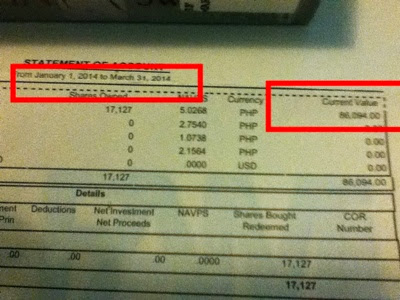 STATEMENT OF ACCOUNT
from January 1, 2014 to March 31, 2014
Shares Owned NAVPS Currency Current Value
17,127 5.0268 PHP 86,094.00
0 2.7540 PHP 0.00
0 1.0738 PHP 0.00
0 2.1564 PHP 0.00
0 .0000 USD 0.00
17,127 86,094.00
Details
Deductions Net Investment NAVPS Shares Bought COR
Prin Net Proceeds Redeemed Number
.00 .00 .00 .0000 17,127
17,127